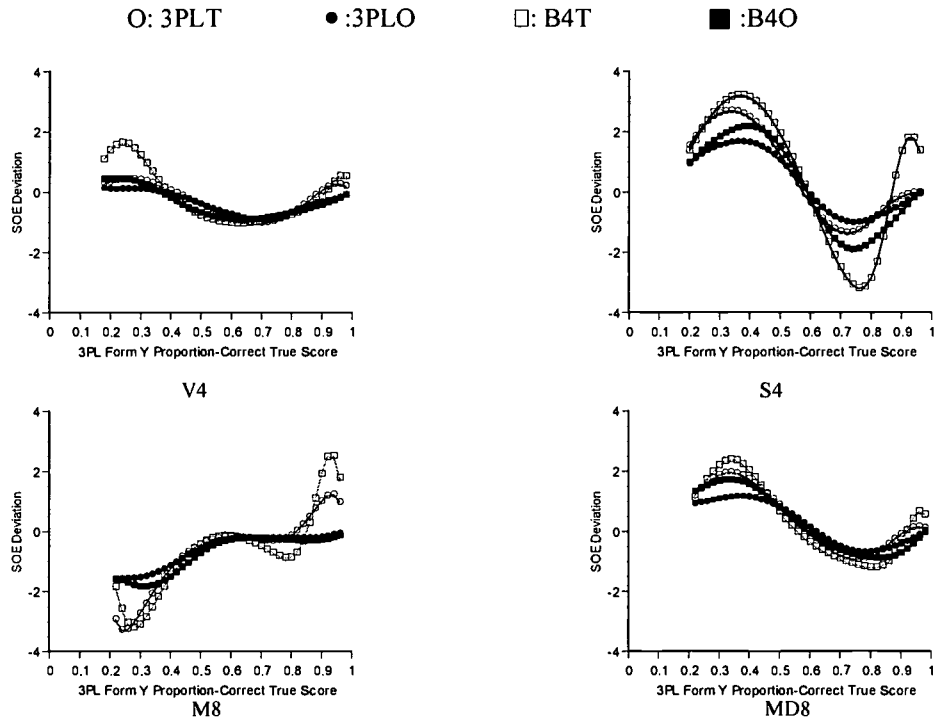 O: 3PLT ● :3PLO □ : B4T ■ :B4O
SOE Deviation
4
2
0
-2
-4
0 0.1 0.2 0.3 0.4 0.5 0.6 0.7 0.8 0.9 1
3PL Form Y Proportion-Correct True Score
V4
SOE Deviation
4
2
0
-2
-4
0 0.1 0.2 0.3 0.4 0.5 0.6 0.7 0.8 0.9 1
3PL Form Y Proportion-Correct True Score
S4
SOE Deviation
4
2
0
-2
-4
0 0.1 0.2 0.3 0.4 0.5 0.6 0.7 0.8 0.9 1
3PL Form Y Proportion-Correct True Score
M8
SOE Deviation
4
2
0
-2
-4
0 0.1 0.2 0.3 0.4 0.5 0.6 0.7 0.8 0.9 1
3PL Form Y Proportion-Correct True Score
MD8